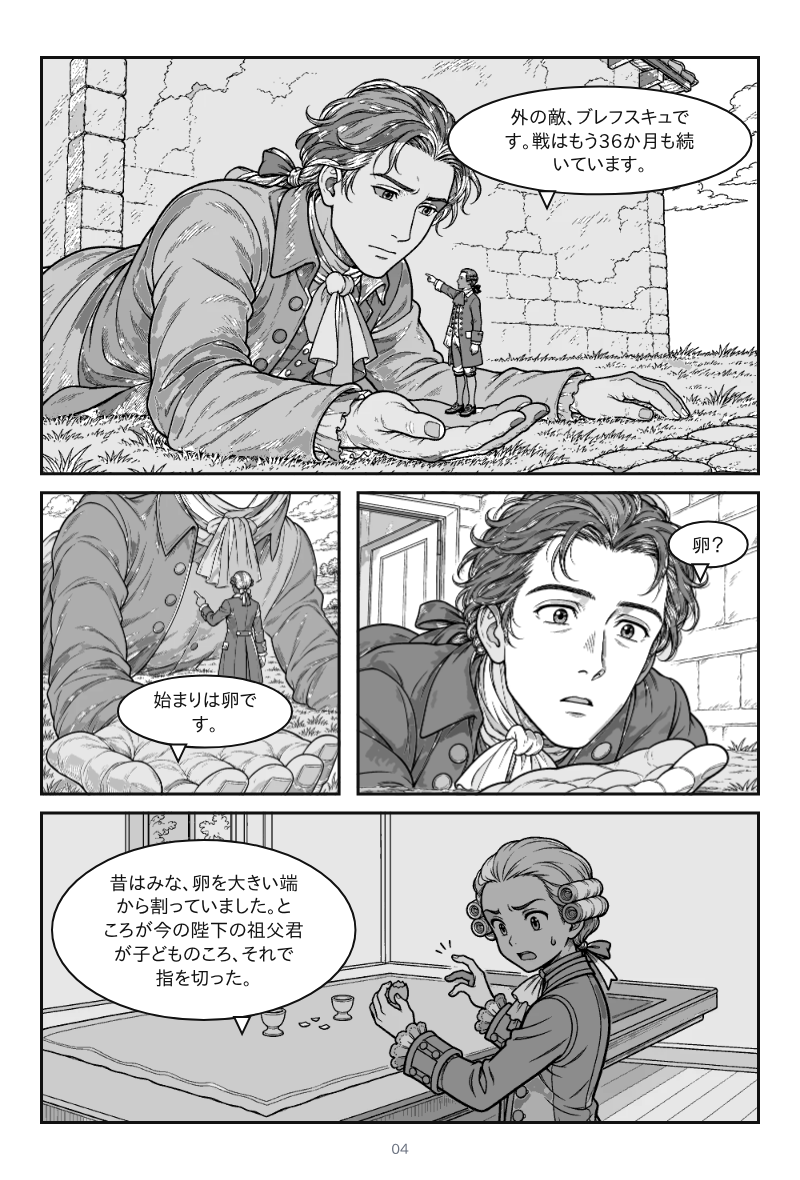 外の敵、ブレフスキュで
す。戦はもう36か月も続
いています。
始まりは卵で
す。
卵？
昔はみな、卵を大きい端
から割っていました。と
ころが今の陛下の祖父君
が子どものころ、それで
指を切った。
04